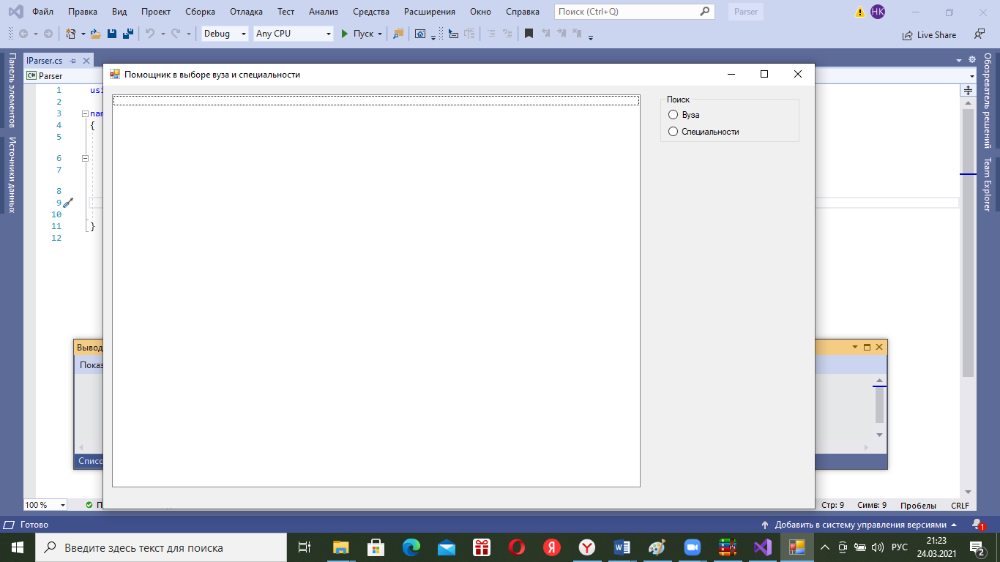 Файл Правка Вид Проект Сборка Отладка Тест Анализ Средства Расширения Окно Справка Поиск (Ctrl+Q) Parser НК
Debug Any CPU Пуск Live Share
Панель элементов
Источники данных
IParser.cs
Parser
Помощник в выборе вуза и специальности
Поиск
Вуза
Специальности
1 usi
2
3 nam
4 {
5
6
7
8
9
10
11 }
12
Вывод
Показ
Списо
Обозреватель решений
Team Explorer
100 % Стр: 9 Симв: 9 Пробелы CRLF
Готово Добавить в систему управления версиями 1
Введите здесь текст для поиска РУС 21:23
24.03.2021 2